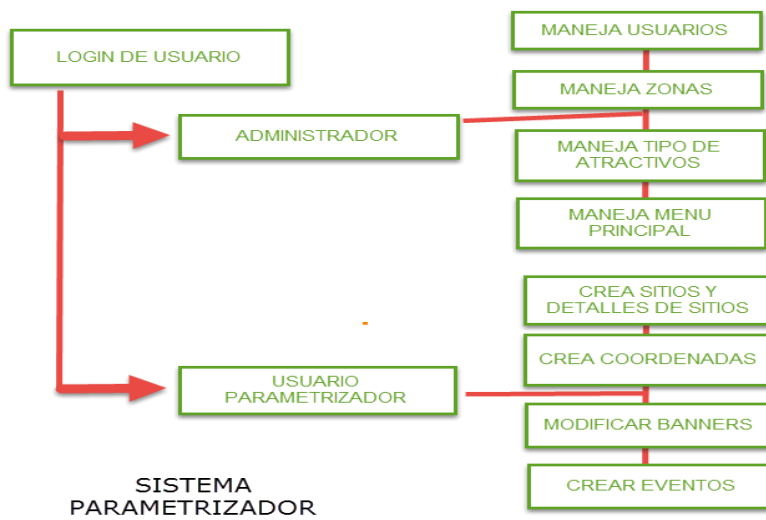 LOGIN DE USUARIO
ADMINISTRADOR
MANEJA USUARIOS
MANEJA ZONAS
MANEJA TIPO DE
ATRACTIVOS
MANEJA MENU
PRINCIPAL
USUARIO
PARAMETRIZADOR
CREA SITIOS Y
DETALLES DE SITIOS
CREA COORDENADAS
MODIFICAR BANNERS
CREAR EVENTOS
SISTEMA
PARAMETRIZADOR